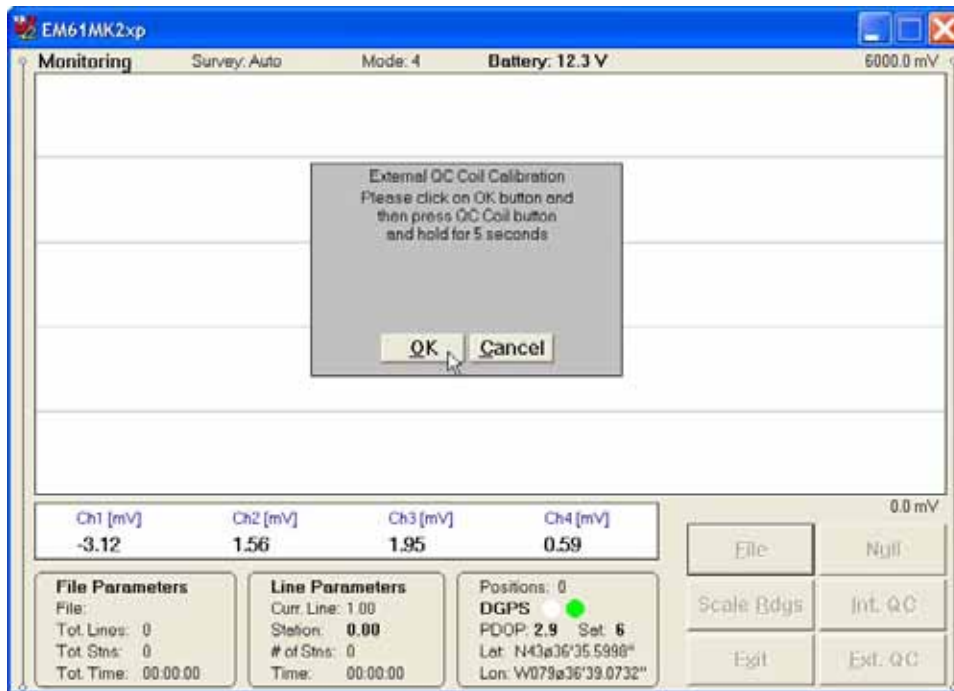 EM61MK2xp
Monitoring Survey: Auto Mode: 4 Battery: 12.3 V 6000.0 mV
External QC Coil Calibration
Please click on OK button and
then press QC Coil button
and hold for 5 seconds
OK Cancel
0.0 mV
Ch1 [mV] Ch2 [mV] Ch3 [mV] Ch4 [mV]
-3.12 1.56 1.95 0.59
File Null
Scale Rdgs Int. QC
Exit Ext. QC
File Parameters
File:
Tot. Lines: 0
Tot. Stns: 0
Tot. Time: 00:00:00
Line Parameters
Curr. Line: 1.00
Station: 0.00
# of Stns: 0
Time: 00:00:00
Positions: 0
DGPS
PDOP: 2.9 Sat: 6
Lat: N43ø36'35.5998"
Lon: W079ø36'39.0732"